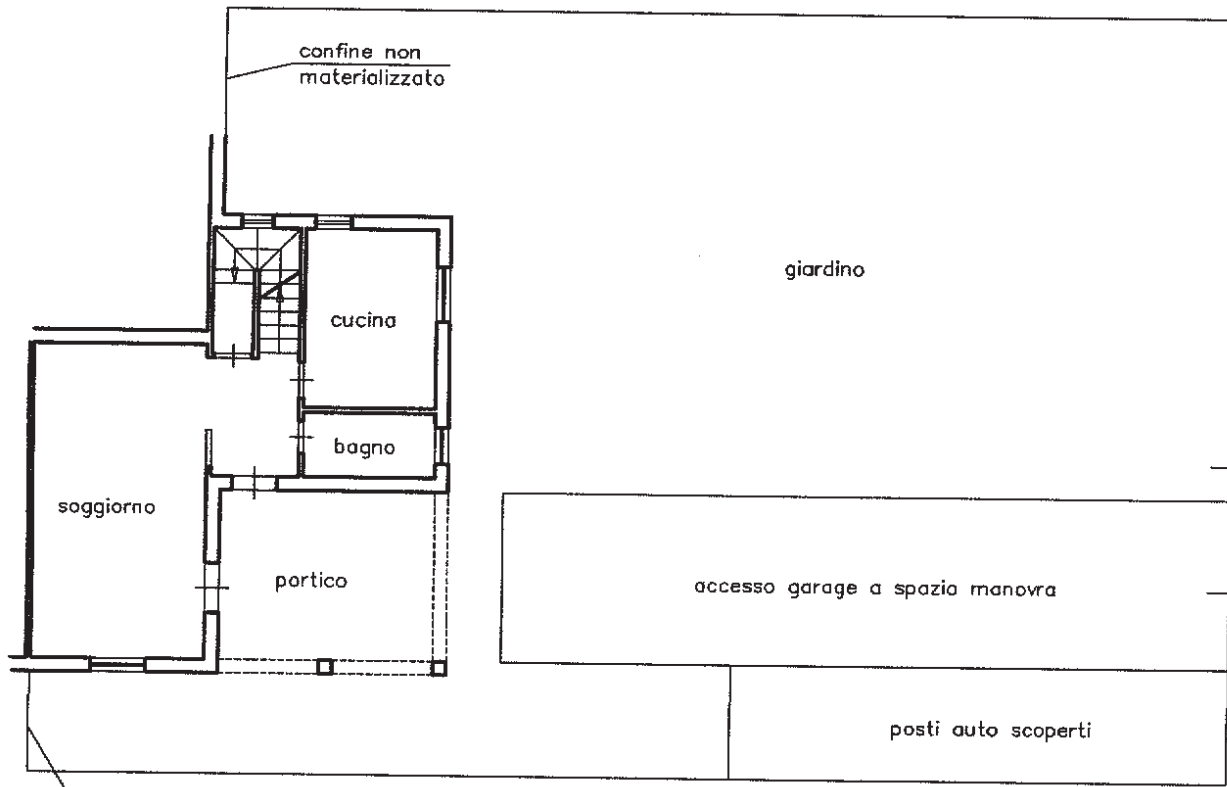 confine non
materializzato
giardino
cucina
bagno
soggiorno
portico
accesso garage a spazio manovra
posti auto scoperti